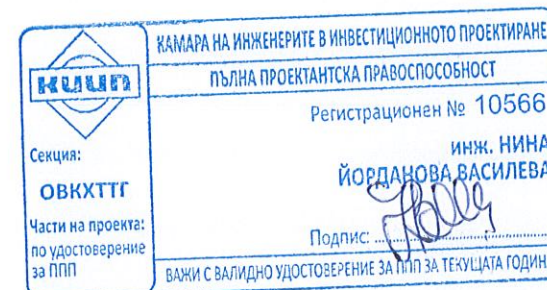 КАМАРА НА ИНЖЕНЕРИТЕ В ИНВЕСТИЦИОННОТО ПРОЕКТИРАНЕ
ПЪЛНА ПРОЕКТАНТСКА ПРАВОСПОСОБНОСТ
КИИП
Регистрационен № 10566
Секция:
ОВКХТТГ
инж. НИНА
ЙОРДАНОВА ВАСИЛЕВА
Части на проекта:
по удостоверение
за ППП
Подпис:
ВАЖИ С ВАЛИДНО УДОСТОВЕРЕНИЕ ЗА ППП ЗА ТЕКУЩАТА ГОДИН